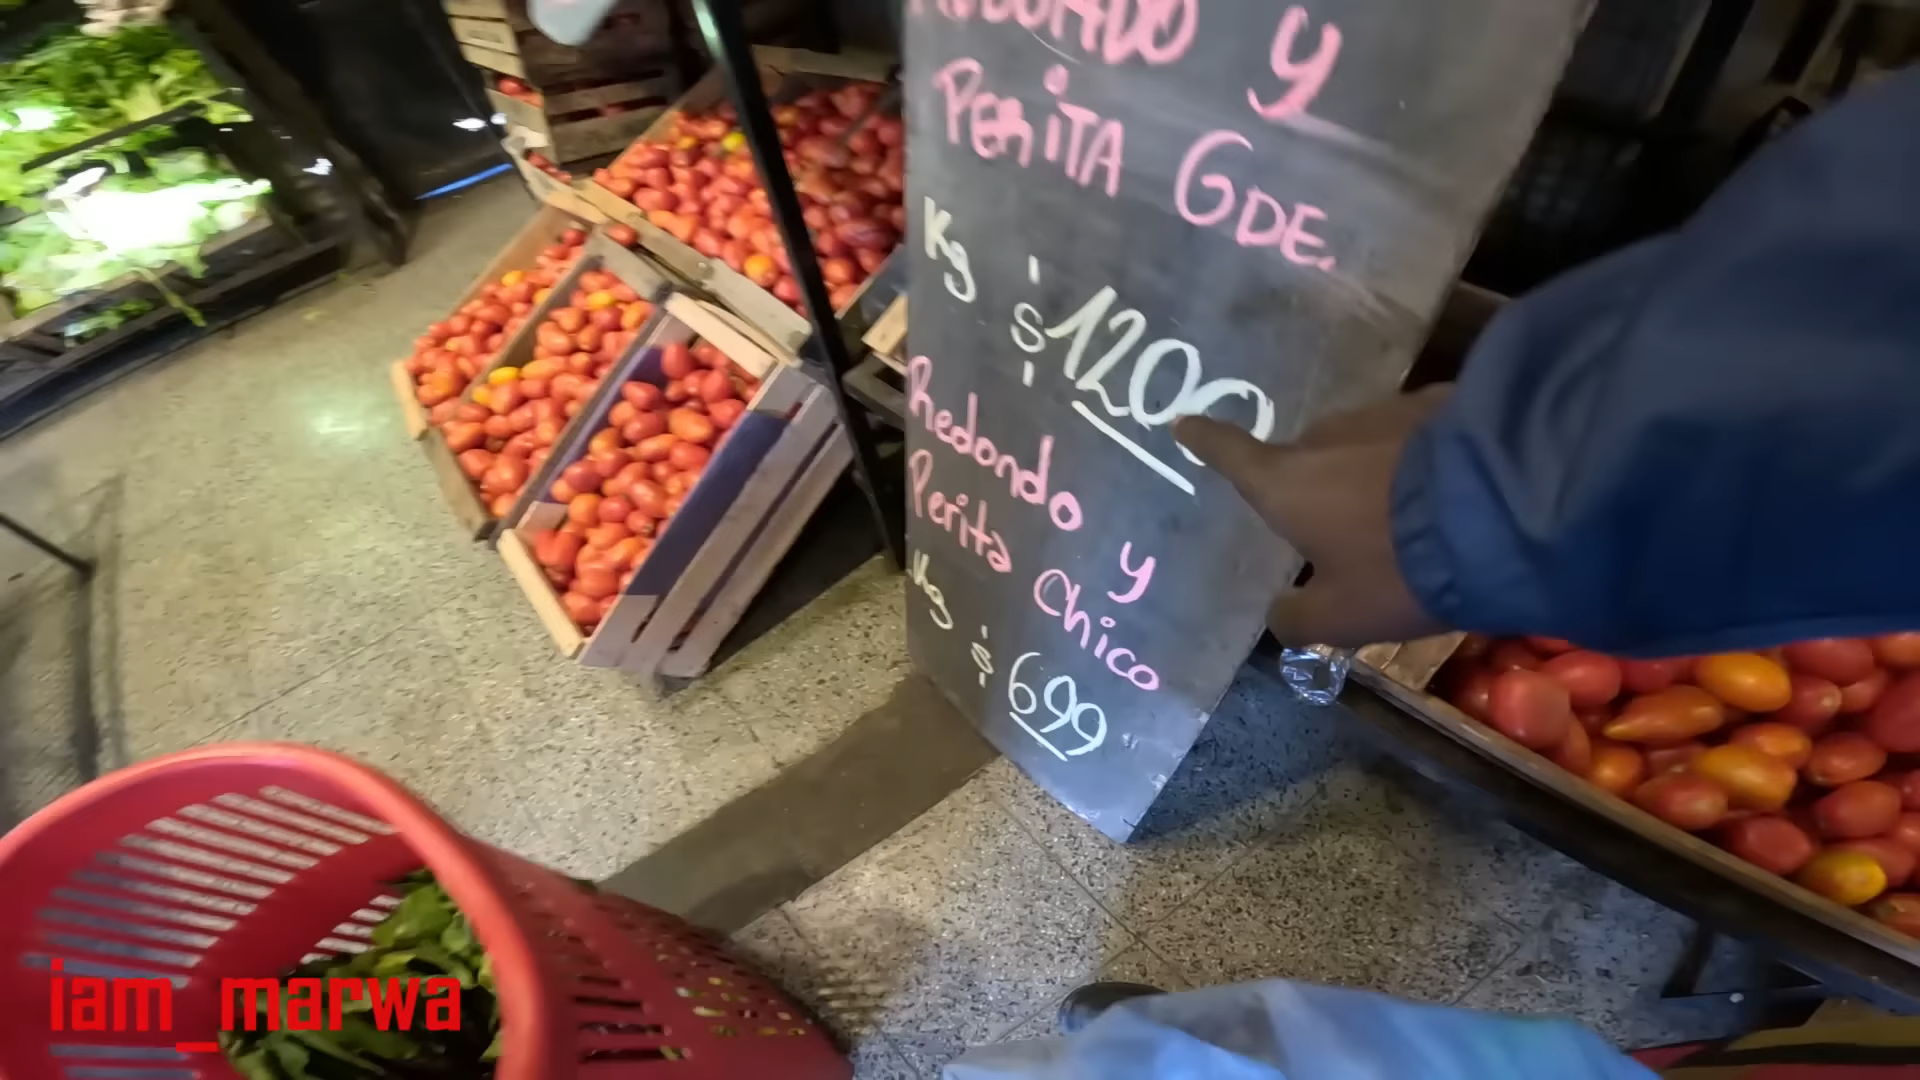 y
PERITA GDE.
Kg $ 1200
Redondo y
Perita Chico
Kg $ 699
iam_marwa